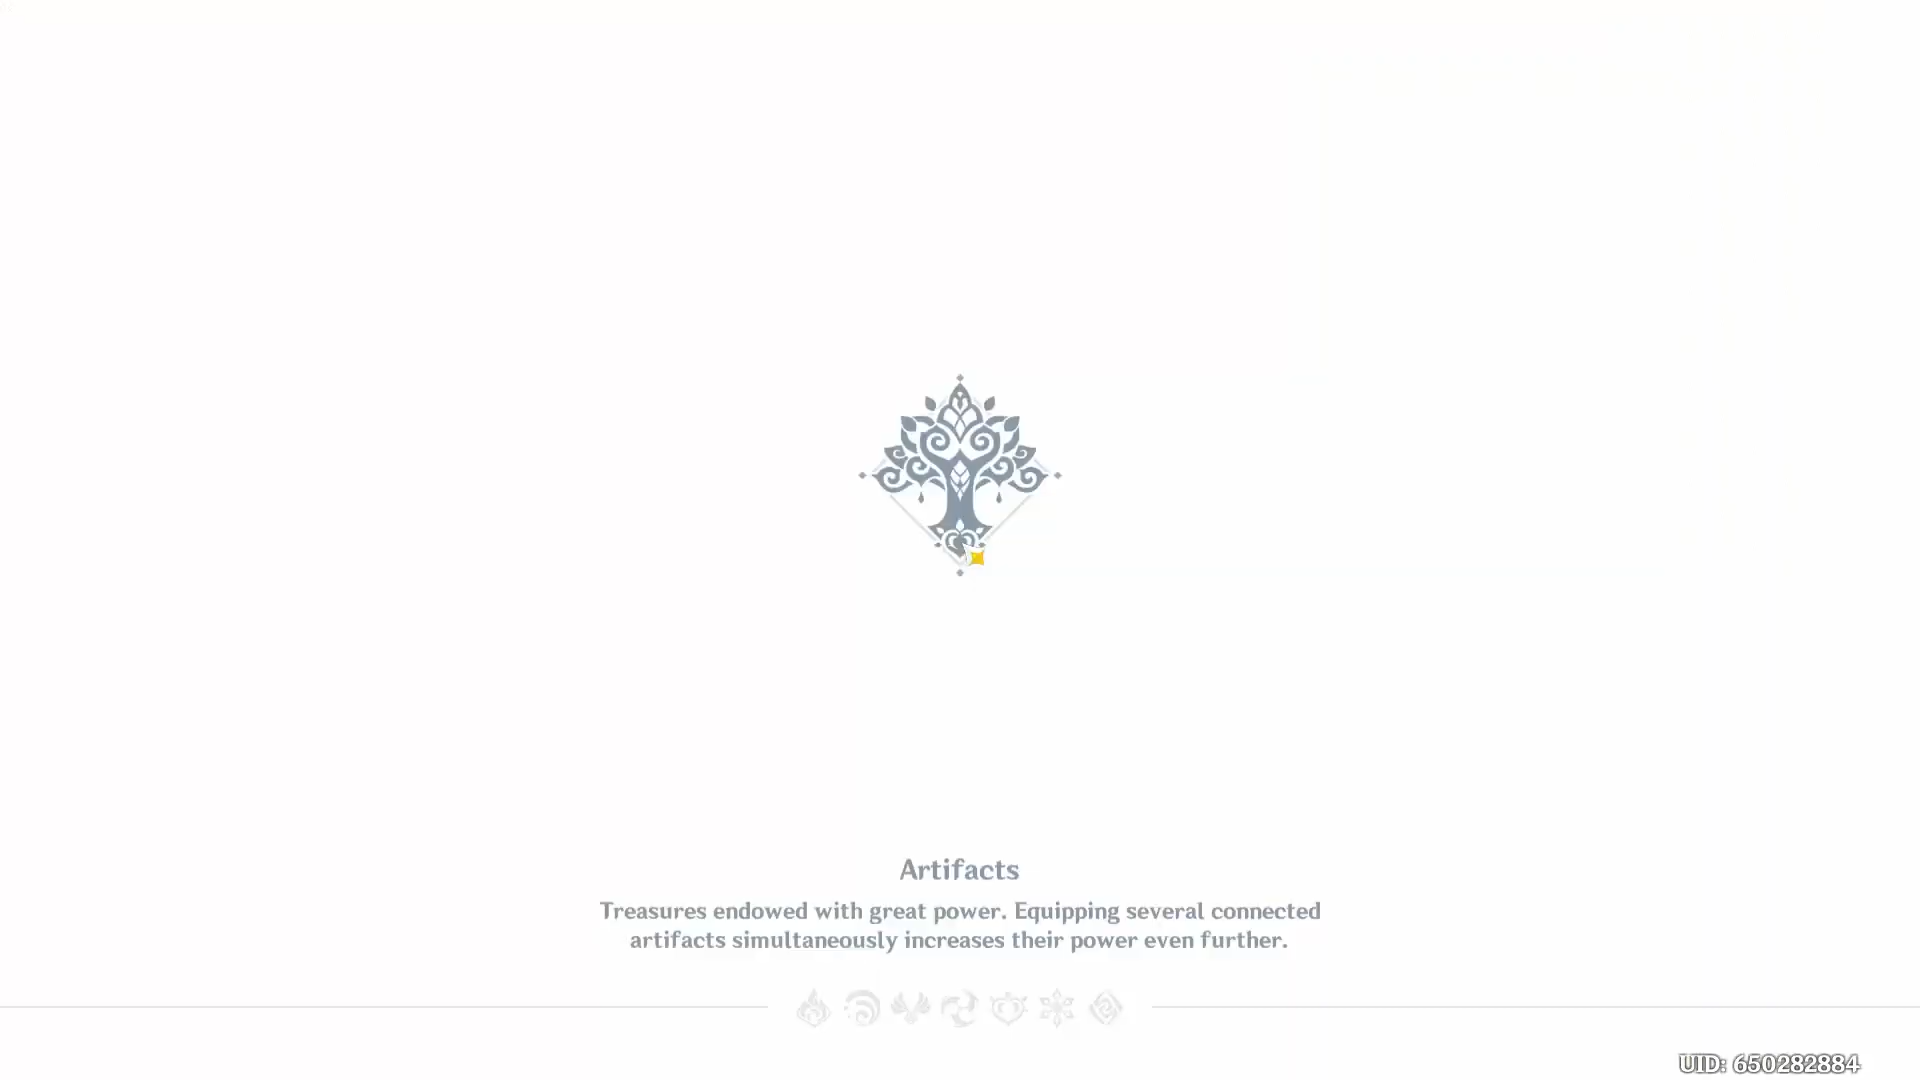 Artifacts
Treasures endowed with great power. Equipping several connected
artifacts simultaneously increases their power even further.
UID: 650282884